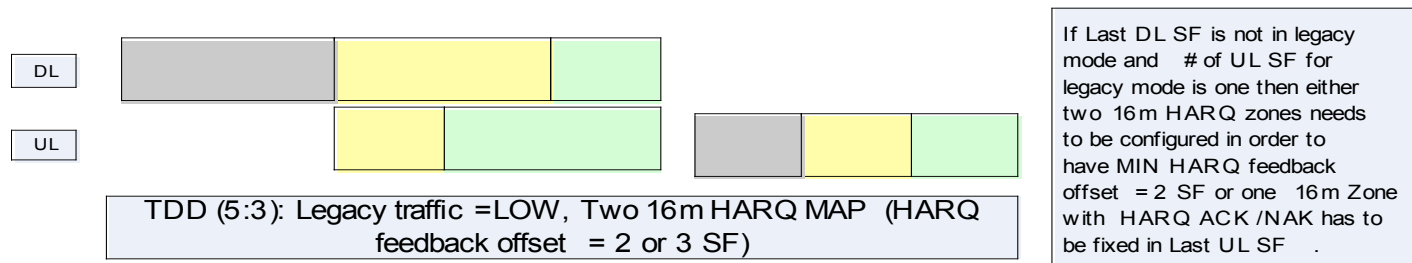 DL
UL
TDD (5:3): Legacy traffic =LOW, Two 16m HARQ MAP (HARQ
feedback offset = 2 or 3 SF)
If Last DL SF is not in legacy
mode and # of UL SF for
legacy mode is one then either
two 16m HARQ zones needs
to be configured in order to
have MIN HARQ feedback
offset = 2 SF or one 16m Zone
with HARQ ACK /NAK has to
be fixed in Last UL SF .